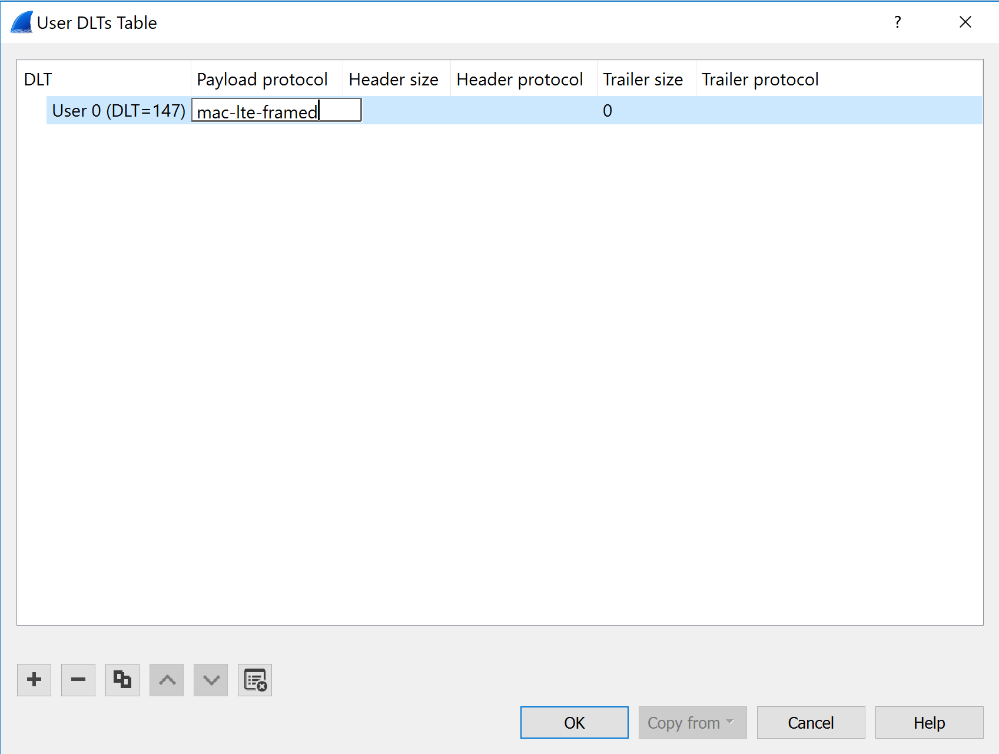 User DLTs Table ?
DLT Payload protocol Header size Header protocol Trailer size Trailer protocol
User 0 (DLT=147) mac-lte-framed 0
OK Copy from Cancel Help